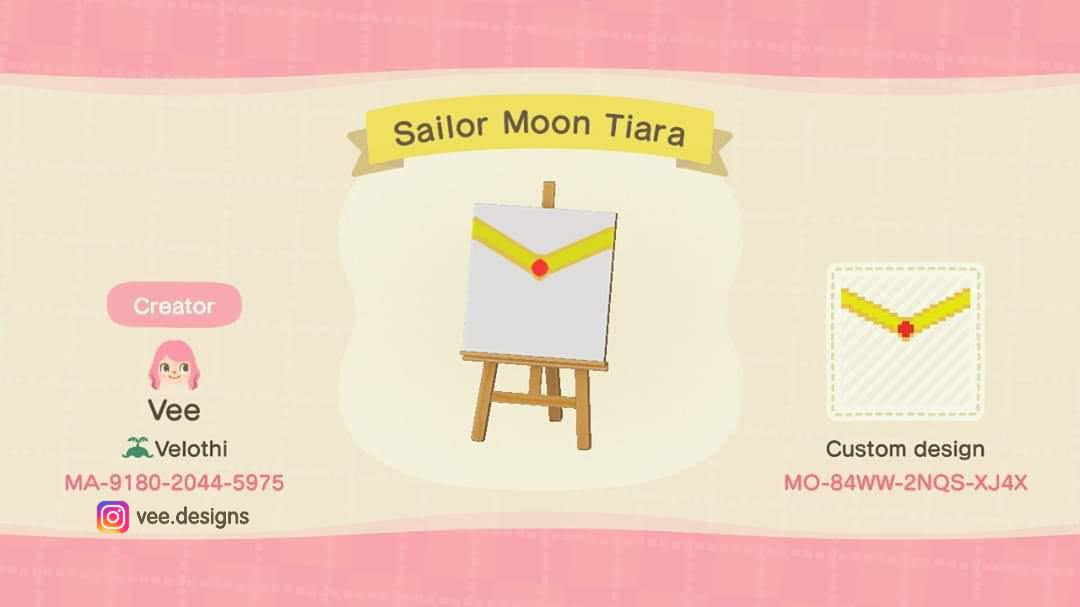 Sailor Moon Tiara
Creator
Vee
Velothi
MA-9180-2044-5975
vee.designs
Custom design
MO-84WW-2NQS-XJ4X